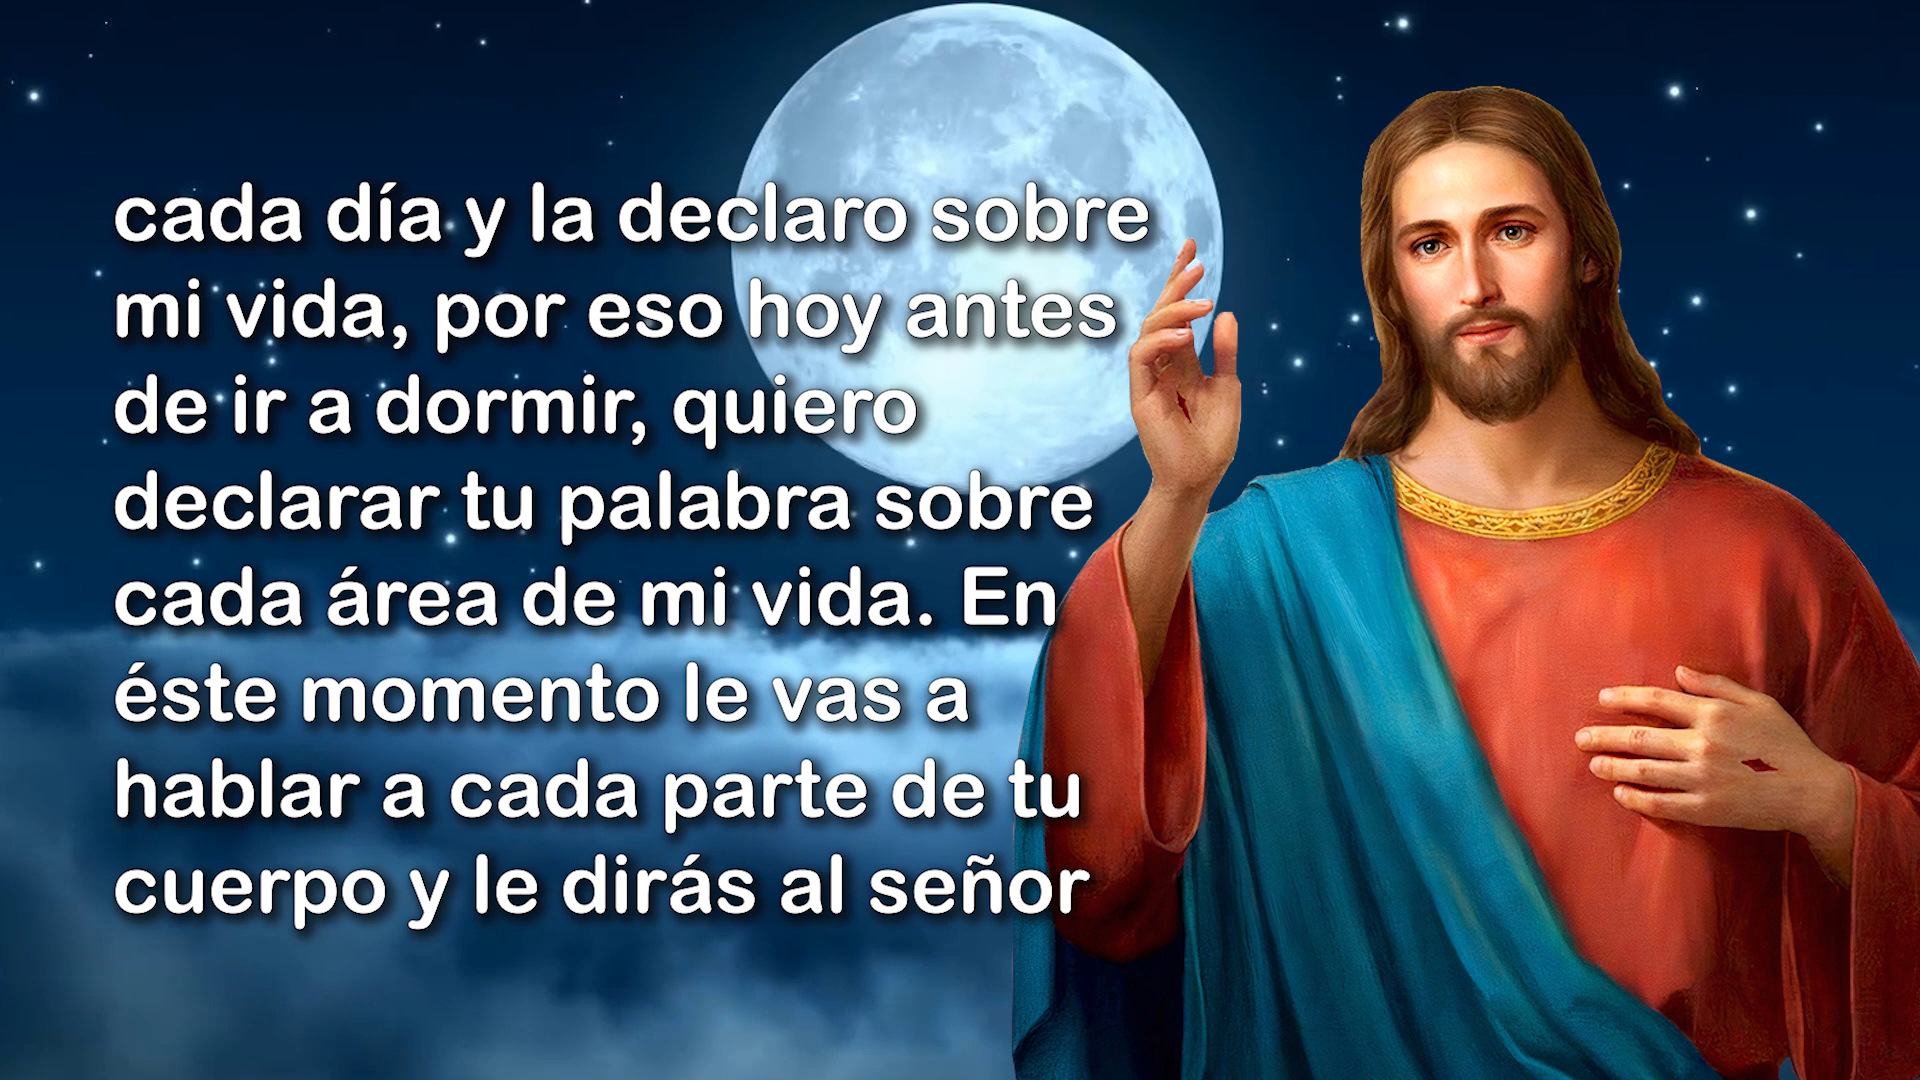 cada día y la declaro sobre
mi vida, por eso hoy antes
de ir a dormir, quiero
declarar tu palabra sobre
cada área de mi vida. En
éste momento le vas a
hablar a cada parte de tu
cuerpo y le dirás al señor